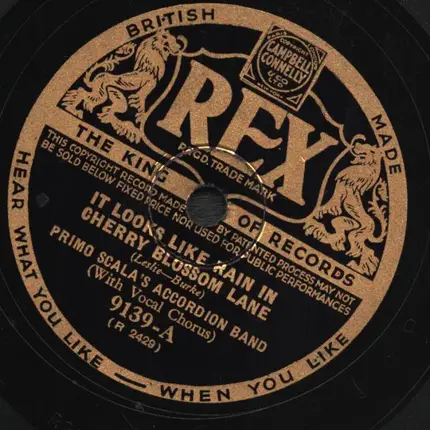 BRITISH MADE
COPYRIGHT
CAMPBELL
CONNELLY
& CO
LTD
REX
REGD. TRADE MARK
THE KING OF RECORDS
THIS COPYRIGHT RECORD MADE BY PATENTED PROCESS MAY NOT
BE SOLD BELOW FIXED PRICE NOR USED FOR PUBLIC PERFORMANCES
IT LOOKS LIKE RAIN IN
CHERRY BLOSSOM LANE
(Leslie—Burke)
PRIMO SCALA'S ACCORDION BAND
(With Vocal Chorus)
9139-A
(R 2429)
HEAR WHAT YOU LIKE — WHEN YOU LIKE